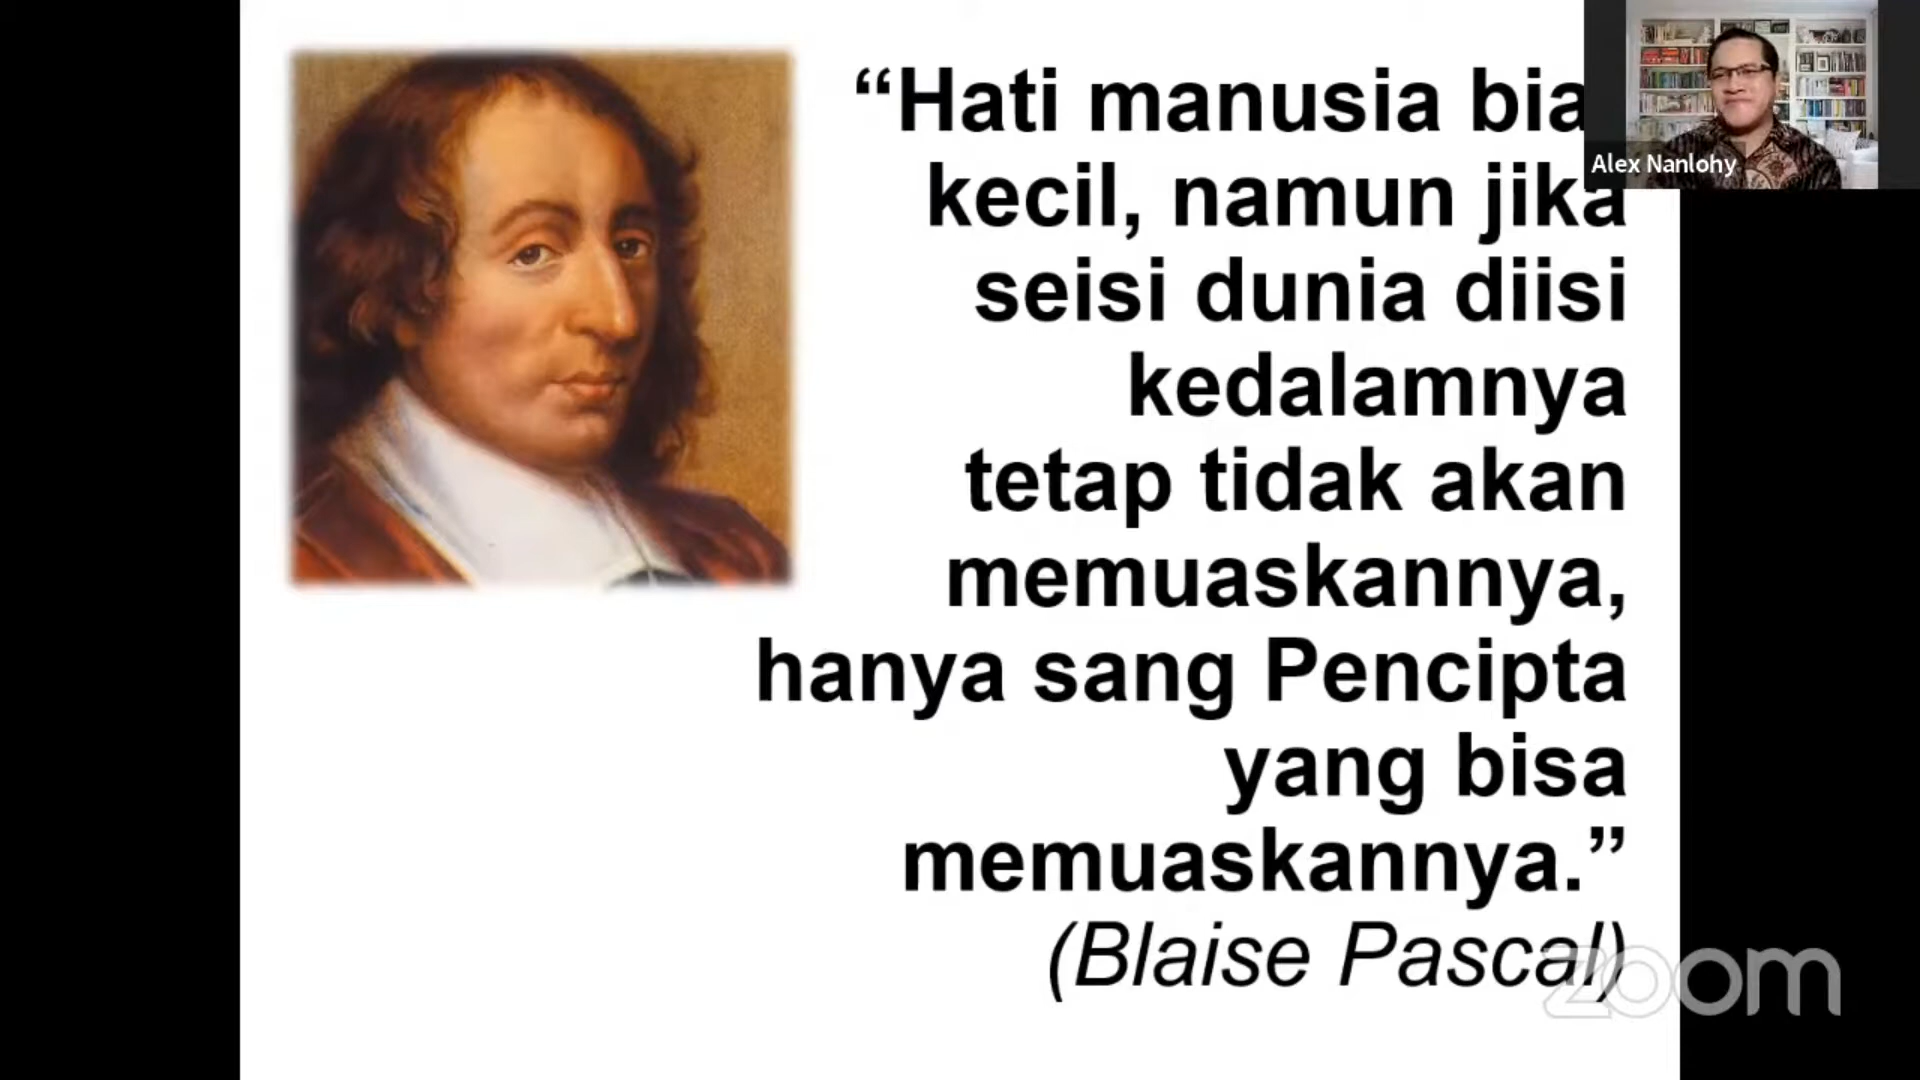 “Hati manusia
kecil, namun jika
seisi dunia diisi
kedalamnya
tetap tidak akan
memuaskannya,
hanya sang Pencipta
yang bisa
memuaskannya.”
(Blaise Pascal)
Alex Nanlohy
zoom